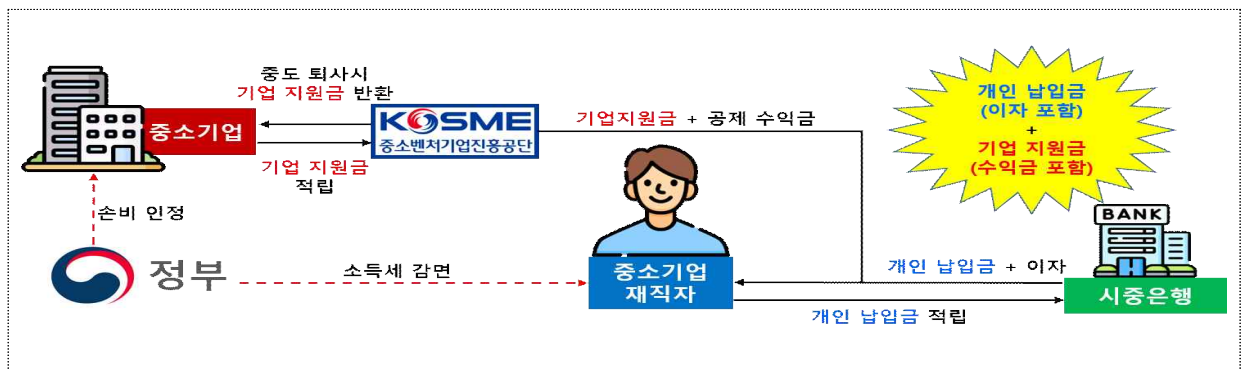 중도 퇴사시
기업 지원금 반환
중소기업
KOSME
중소벤처기업진흥공단
기업 지원금
적립
기업지원금 + 공제 수익금
개인 납입금
(이자 포함)
+
기업 지원금
(수익금 포함)
손비 인정
정부
소득세 감면
중소기업
재직자
BANK
개인 납입금 + 이자
시중은행
개인 납입금 적립